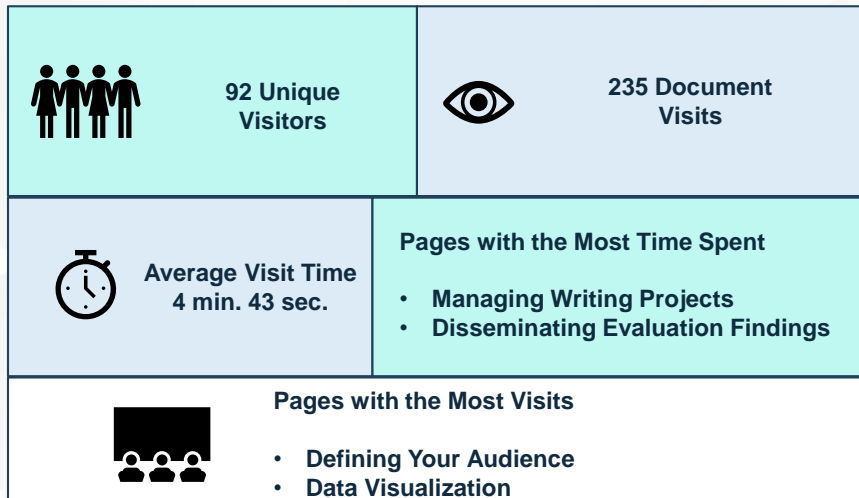 92 Unique
Visitors
235 Document
Visits
Average Visit Time
4 min. 43 sec.
Pages with the Most Time Spent
• Managing Writing Projects
• Disseminating Evaluation Findings
Pages with the Most Visits
• Defining Your Audience
• Data Visualization